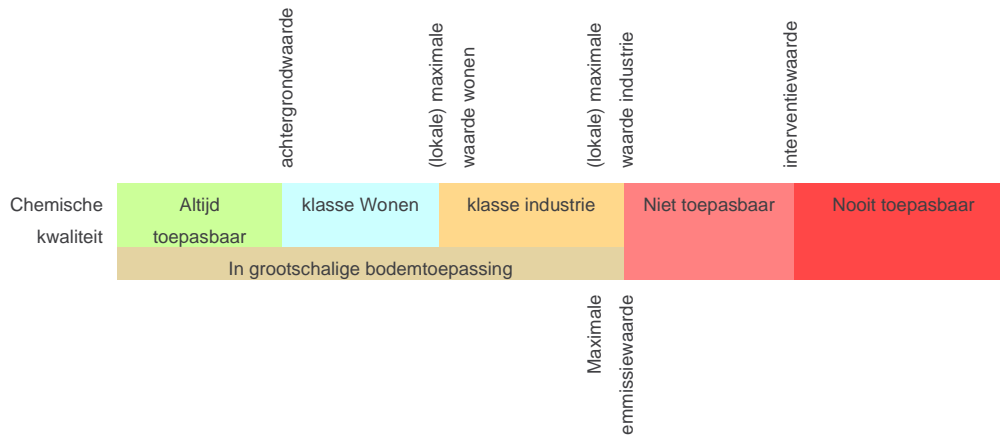 achtergrondwaarde
(lokale) maximale
waarde wonen
(lokale) maximale
waarde industrie
interventiewaarde
Chemische
kwaliteit
Altijd
toepasbaar
klasse Wonen
klasse industrie
Niet toepasbaar
Nooit toepasbaar
In grootschalige bodemtoepassing
Maximale
emmissiewaarde